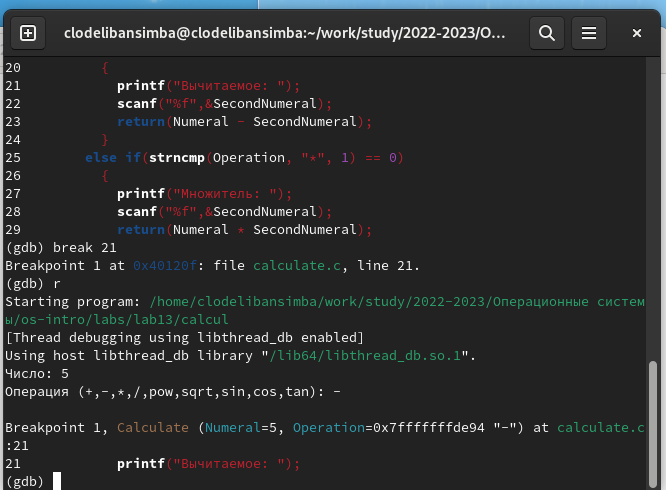 clodelibansimba@clodelibansimba:~/work/study/2022-2023/О...
20          {
21            printf("Вычитаемое: ");
22            scanf("%f",&SecondNumeral);
23            return(Numeral - SecondNumeral);
24          }
25        else if(strncmp(Operation, "*", 1) == 0)
26          {
27            printf("Множитель: ");
28            scanf("%f",&SecondNumeral);
29            return(Numeral * SecondNumeral);
(gdb) break 21
Breakpoint 1 at 0x40120f: file calculate.c, line 21.
(gdb) r
Starting program: /home/clodelibansimba/work/study/2022-2023/Операционные систем
ы/os-intro/labs/lab13/calcul
[Thread debugging using libthread_db enabled]
Using host libthread_db library "/lib64/libthread_db.so.1".
Число: 5
Операция (+,-,*,/,pow,sqrt,sin,cos,tan): -
Breakpoint 1, Calculate (Numeral=5, Operation=0x7fffffffde94 "-") at calculate.c
:21
21            printf("Вычитаемое: ");
(gdb)